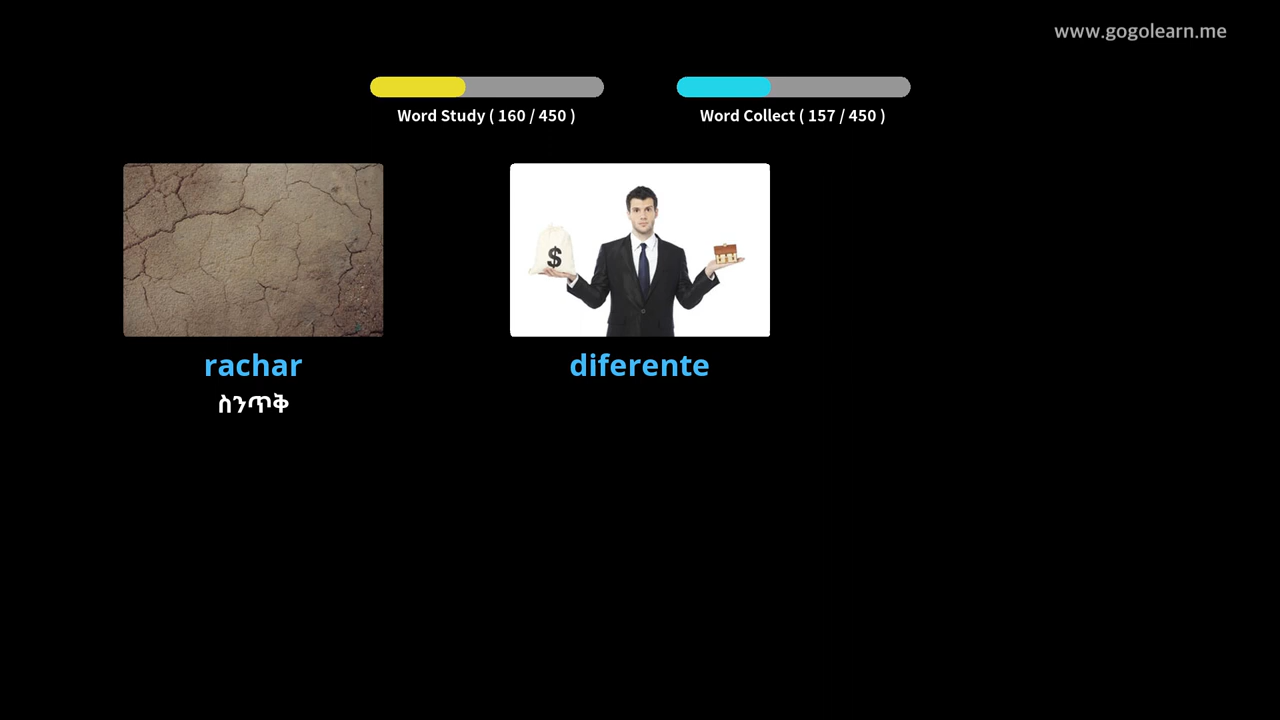 www.gogolearn.me
Word Study ( 160 / 450 )
Word Collect ( 157 / 450 )
$
rachar
diferente
ስንጥቅ